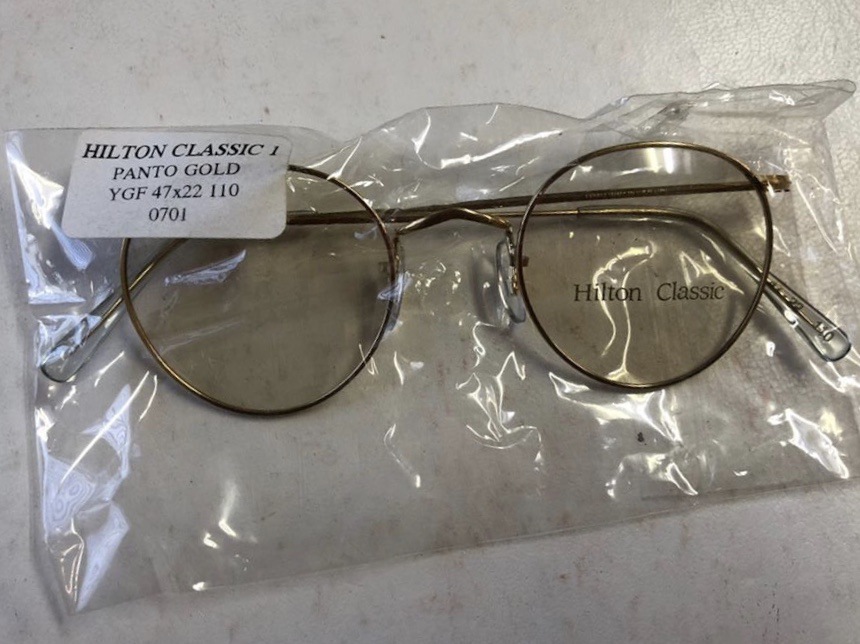 HILTON CLASSIC 1
PANTO GOLD
YGF 47x22 110
0701
Hilton Classic